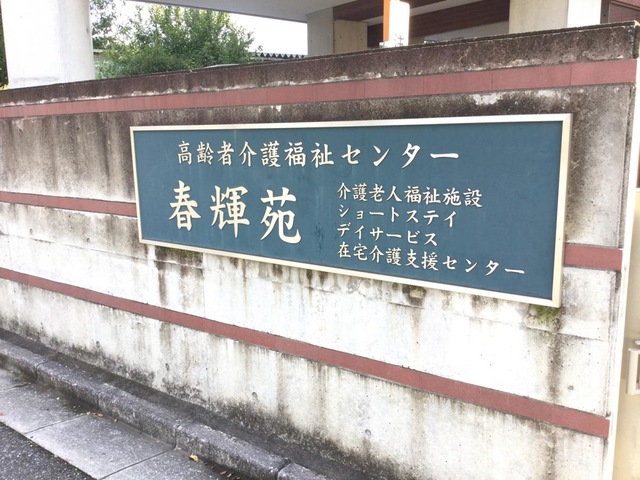 高齢者介護福祉センター
春輝苑
介護老人福祉施設
ショートステイ
デイサービス
在宅介護支援センター